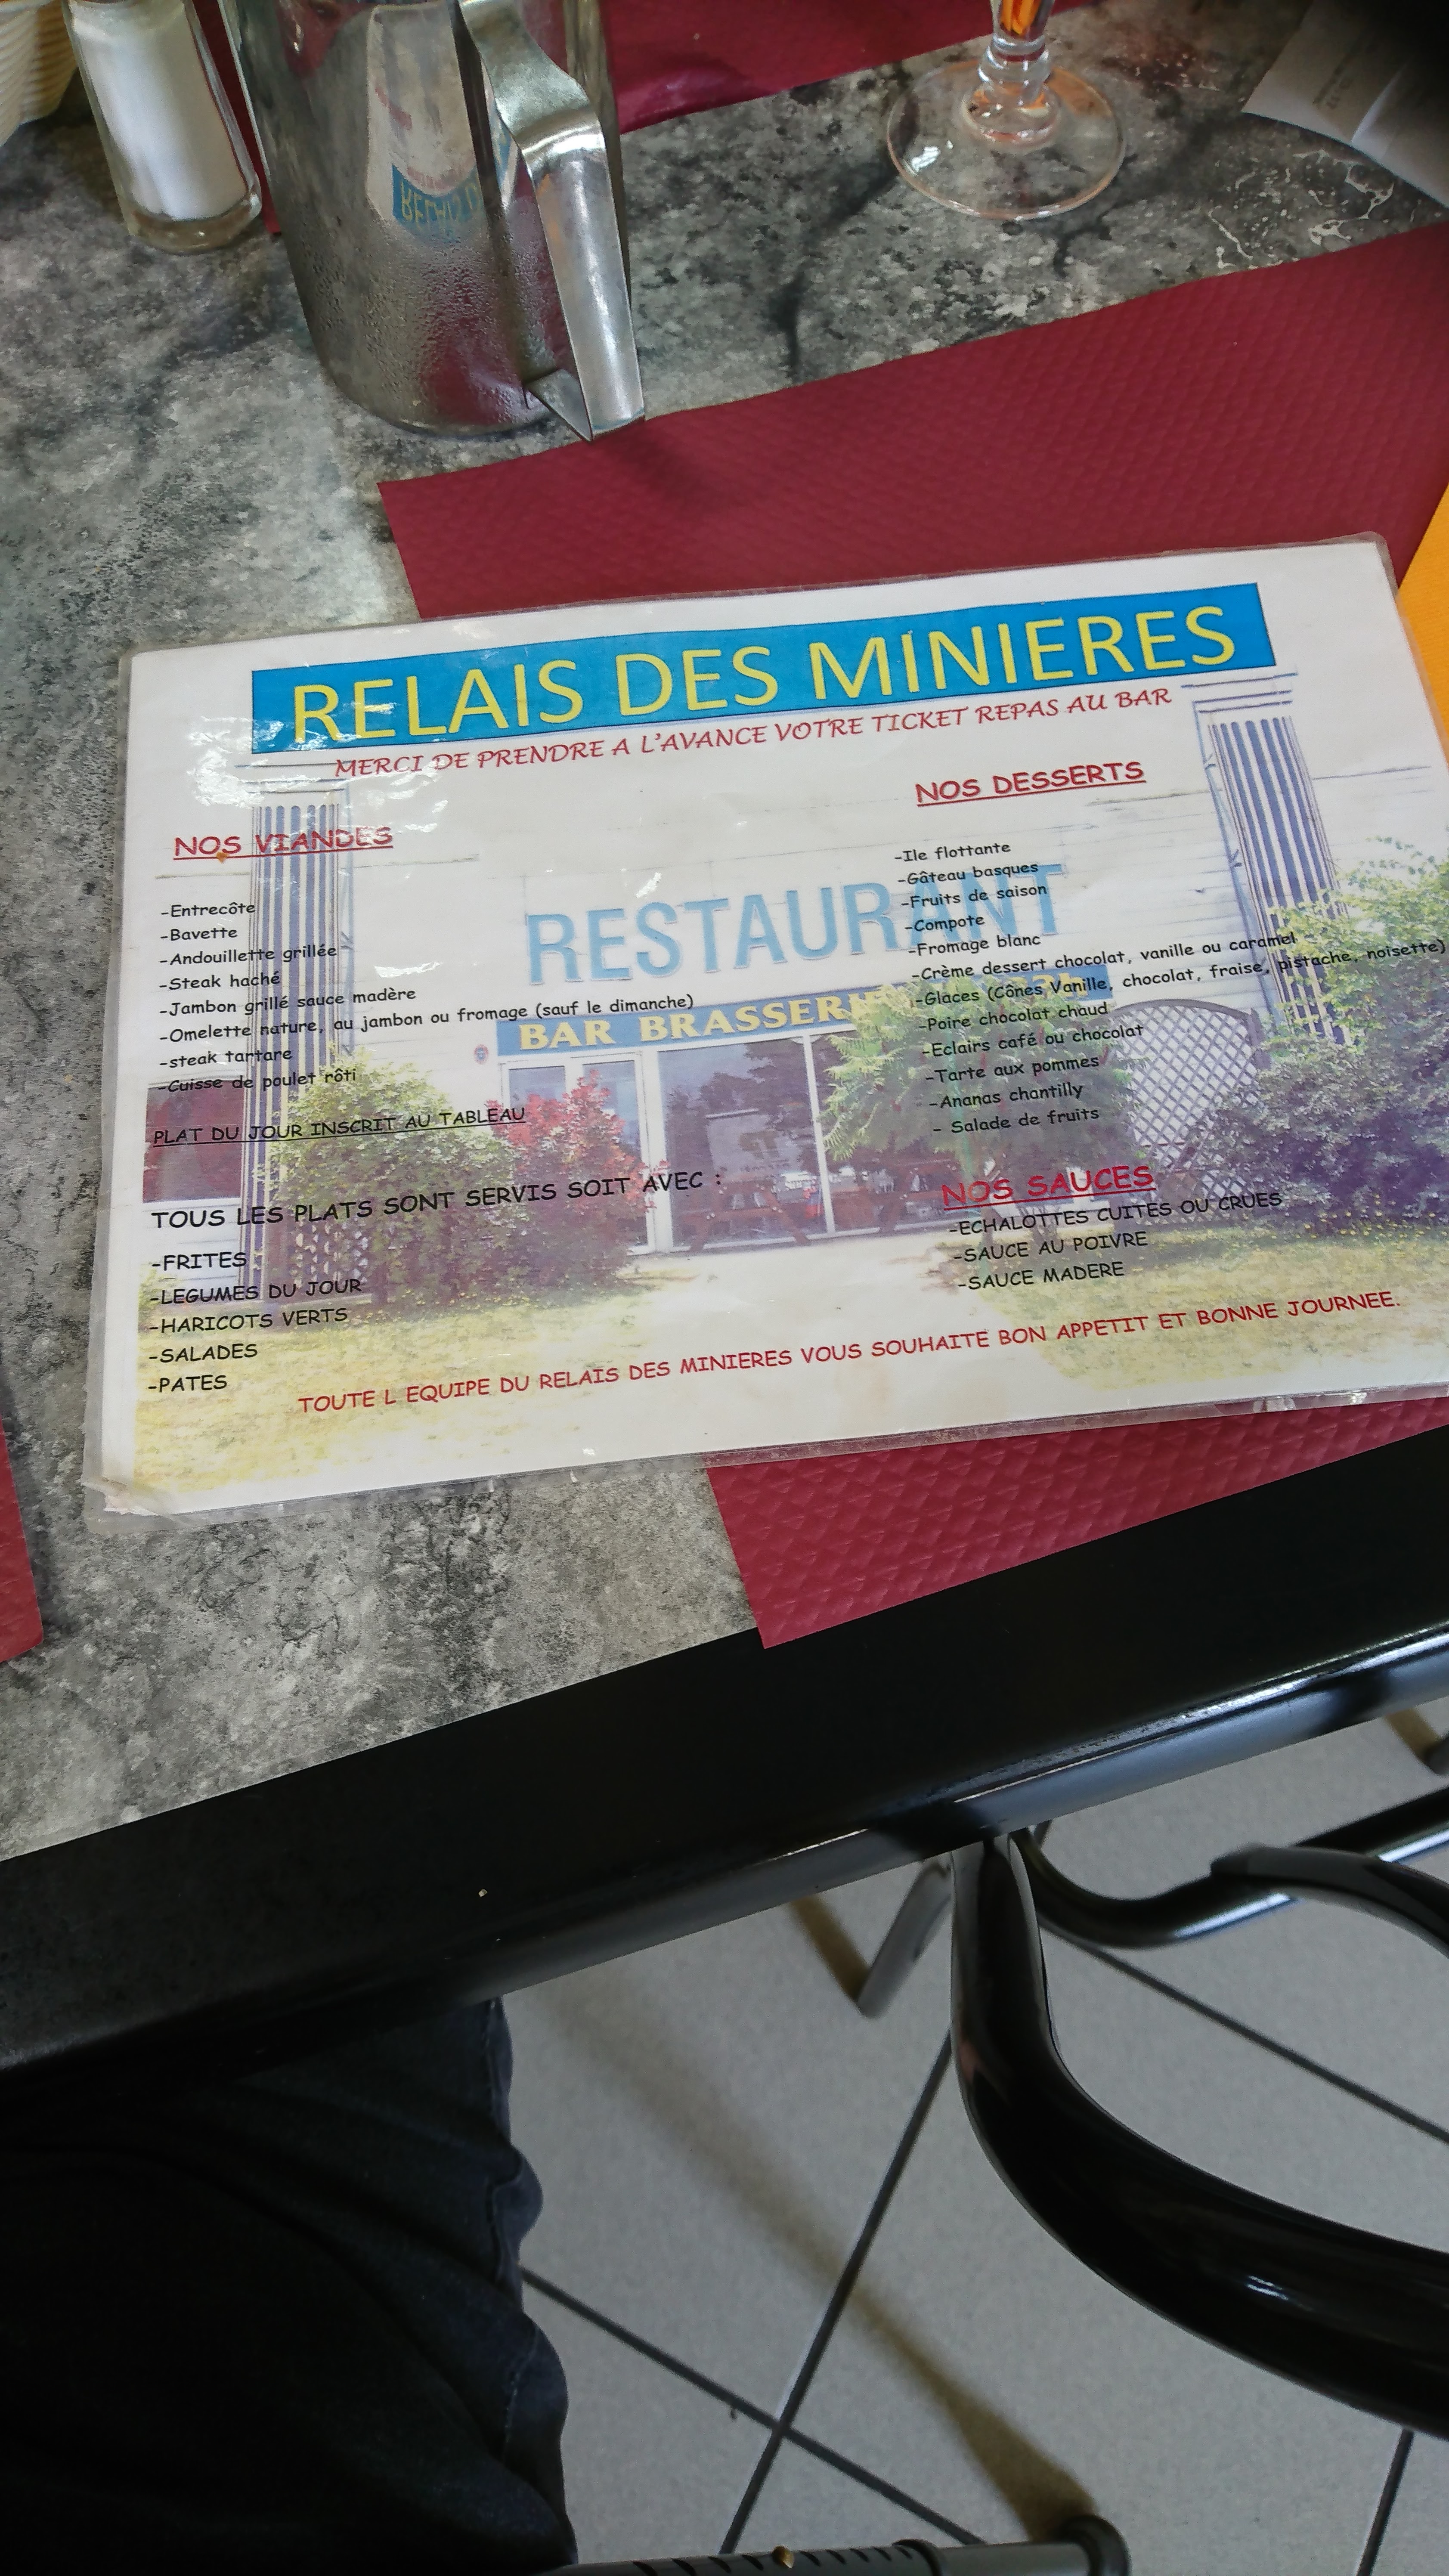 RELAIS DES MINIERES
MERCI DE PRENDRE A L'AVANCE VOTRE TICKET REPAS AU BAR
NOS VIANDES
-Entrecôte
-Bavette
-Andouillette grillée
-Steak haché
-Jambon grillé sauce madère
-Omelette nature, au jambon ou fromage (sauf le dimanche)
-steak tartare
-Cuisse de poulet rôti
PLAT DU JOUR INSCRIT AU TABLEAU
TOUS LES PLATS SONT SERVIS SOIT AVEC :
-FRITES
-LEGUMES DU JOUR
-HARICOTS VERTS
-SALADES
-PATES
RESTAURANT
BAR BRASSERIE
NOS DESSERTS
-Ile flottante
-Gâteau basques
-Fruits de saison
-Compote
-Fromage blanc
-Crème dessert chocolat, vanille ou caramel
-Glaces (Cônes Vanille, chocolat, fraise, pistache, noisette)
-Poire chocolat chaud
-Eclairs café ou chocolat
-Tarte aux pommes
-Ananas chantilly
- Salade de fruits
NOS SAUCES
-ECHALOTTES CUITES OU CRUES
-SAUCE AU POIVRE
-SAUCE MADERE
TOUTE L EQUIPE DU RELAIS DES MINIERES VOUS SOUHAITE BON APPETIT ET BONNE JOURNEE.